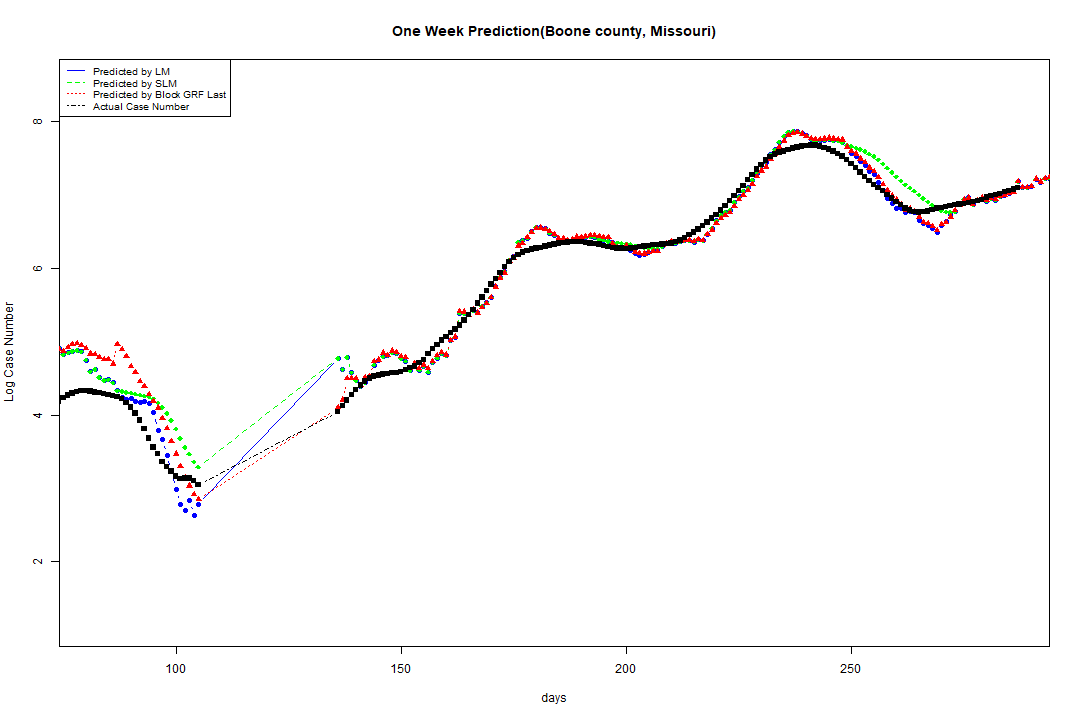 One Week Prediction(Boone county, Missouri)
Predicted by LM
Predicted by SLM
Predicted by Block GRF Last
Actual Case Number
8
6
4
2
Log Case Number
100 150 200 250
days